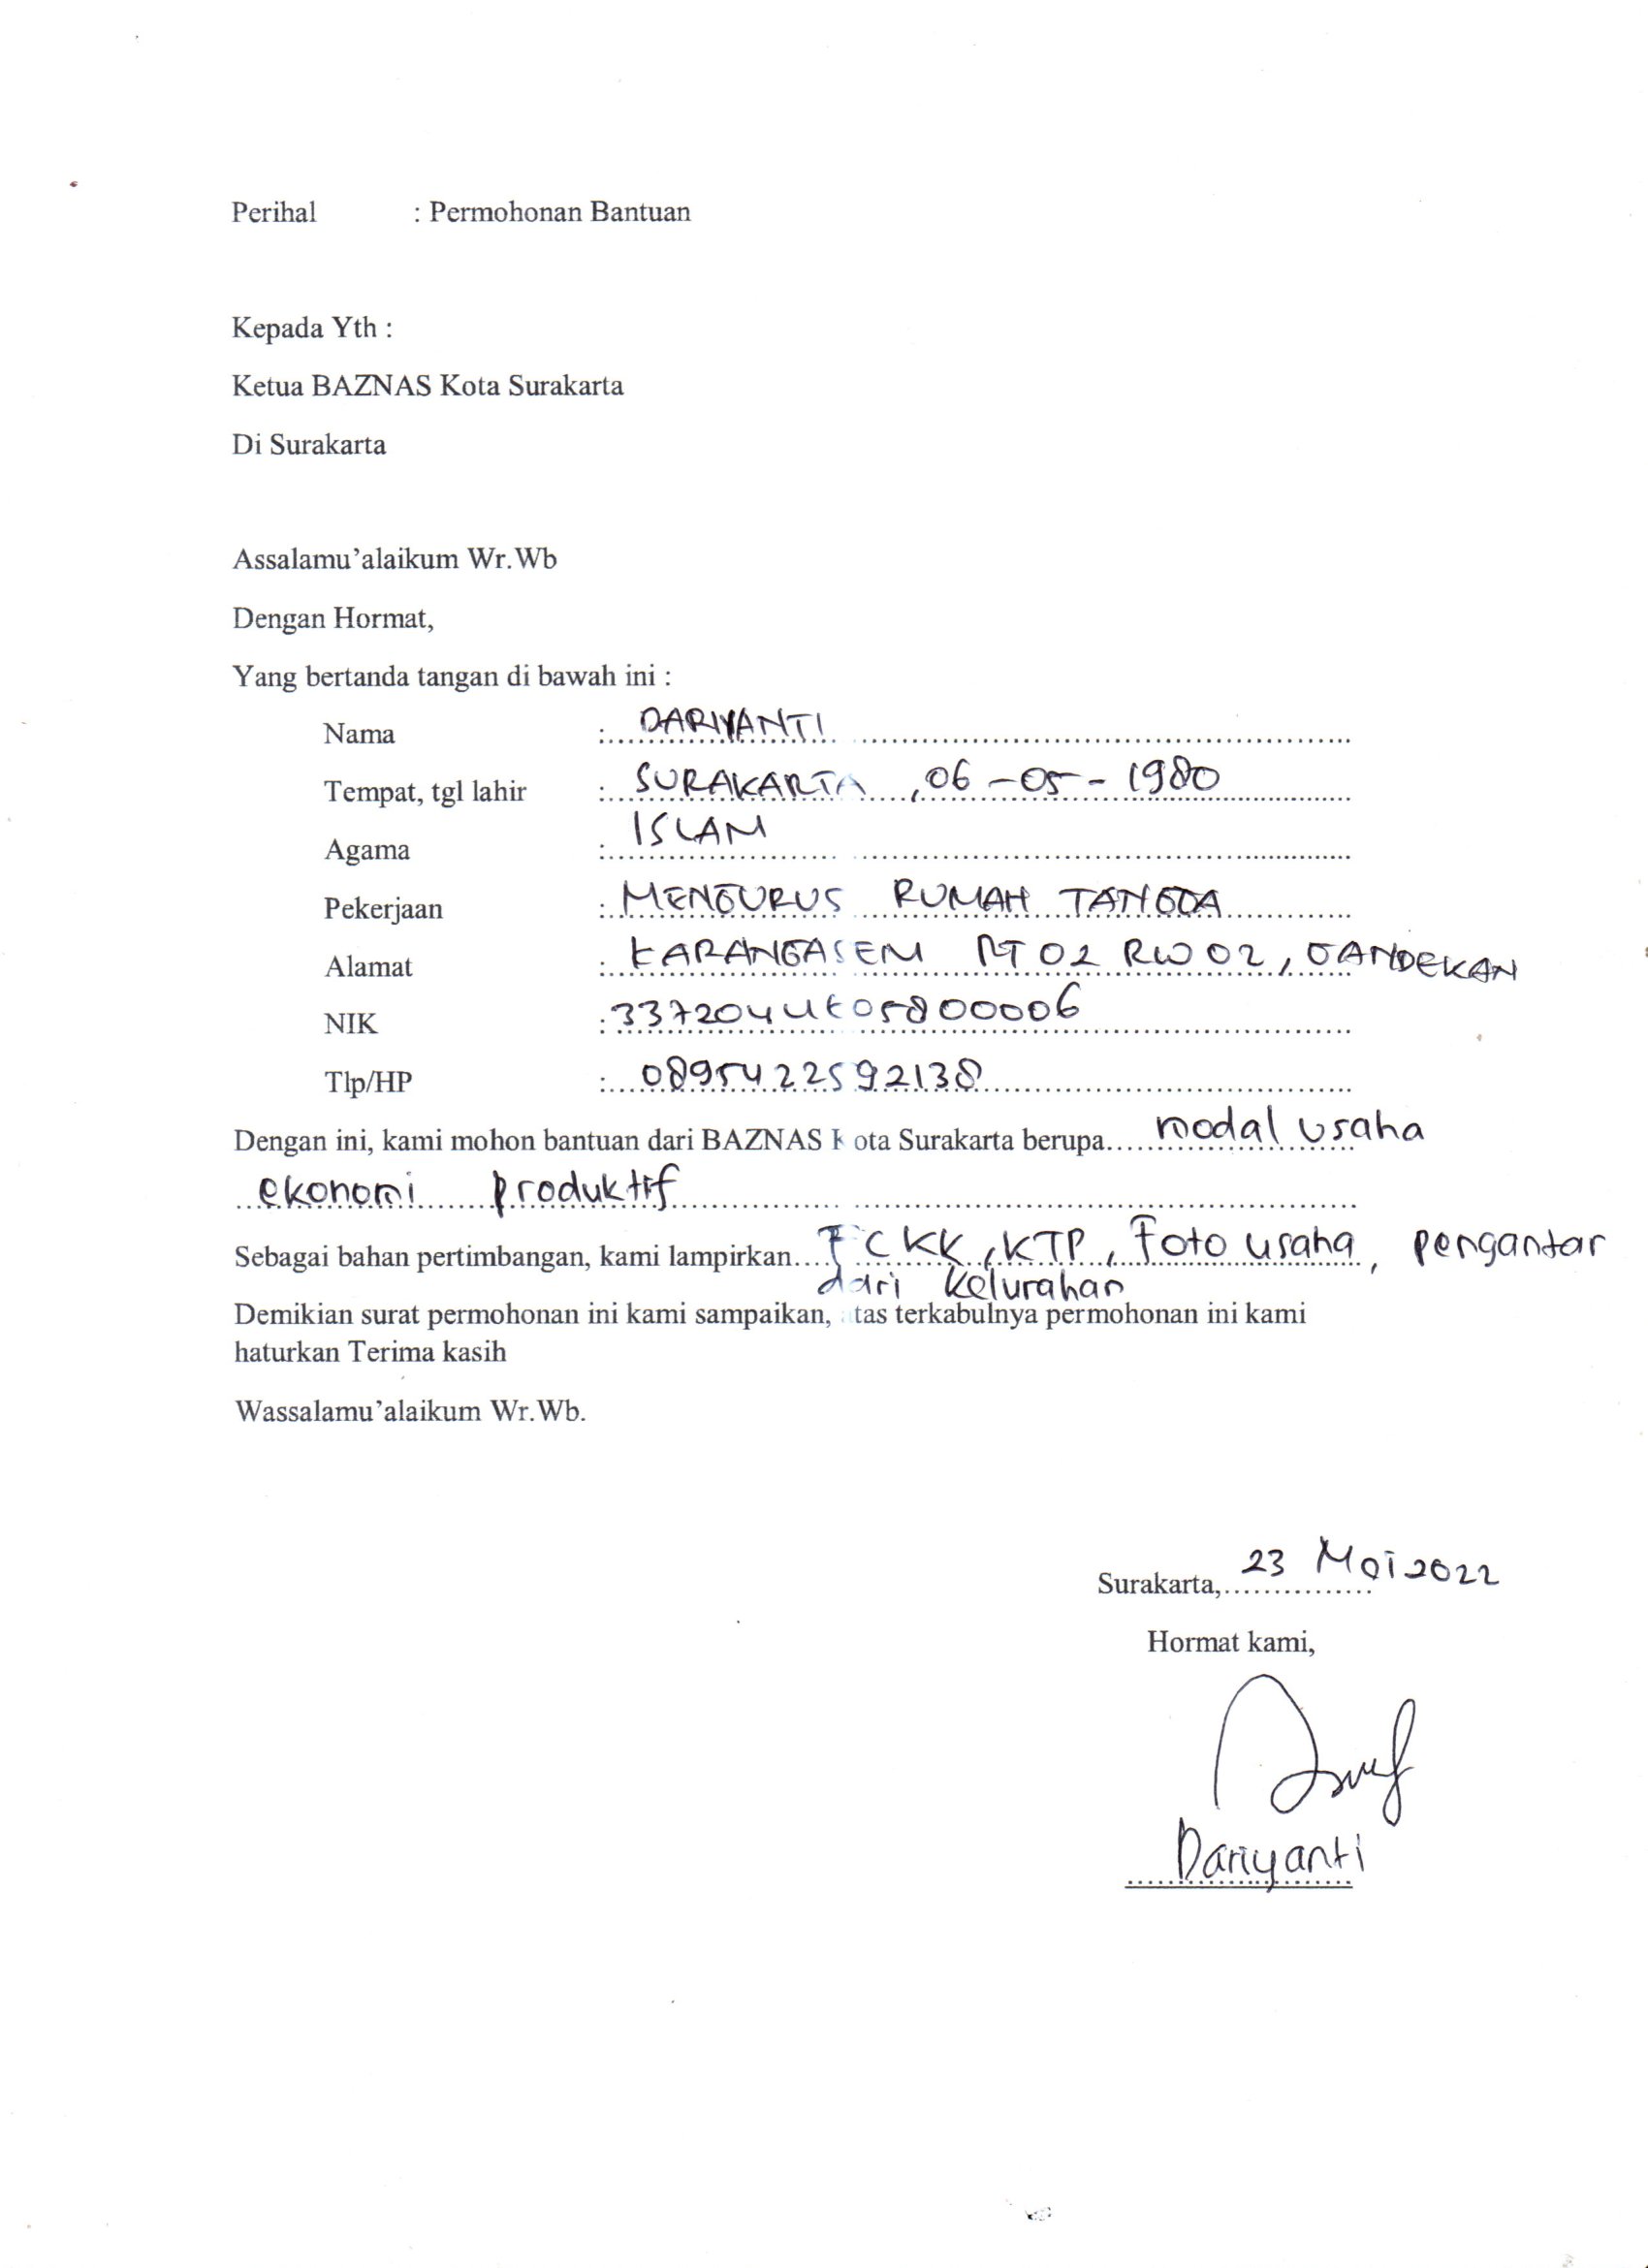 Perihal : Permohonan Bantuan
Kepada Yth :
Ketua BAZNAS Kota Surakarta
Di Surakarta
Assalamu'alaikum Wr.Wb
Dengan Hormat,
Yang bertanda tangan di bawah ini :
Nama : DARIYANTI
Tempat, tgl lahir : SURAKARTA, 06-05-1980
Agama : ISLAM
Pekerjaan : MENGURUS RUMAH TANGGA
Alamat : KARANGASEM RT 02 RW 02, GANDEKAN
NIK :
Tlp/HP : 0895422592138
Dengan ini, kami mohon bantuan dari BAZNAS Kota Surakarta berupa modal usaha
ekonomi produktif
Sebagai bahan pertimbangan, kami lampirkan FC KK, KTP, Foto usaha, pengantar
dari kelurahan
Demikian surat permohonan ini kami sampaikan, atas terkabulnya permohonan ini kami
haturkan Terima kasih
Wassalamu'alaikum Wr.Wb.
Surakarta, 23 Mei 2022
Hormat kami,
Dariyanti